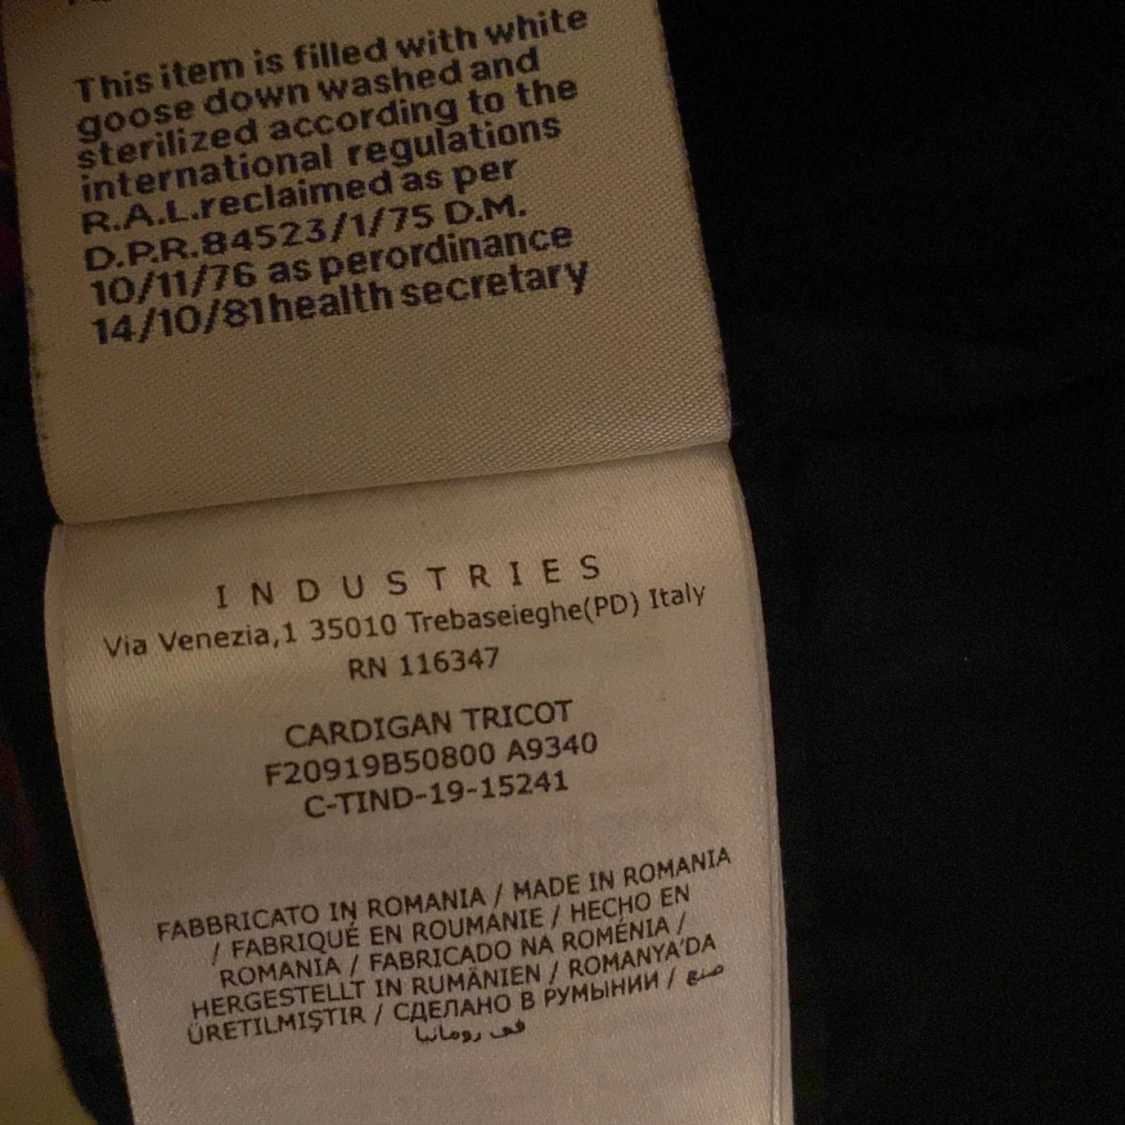 This item is filled with white
goose down washed and
sterilized according to the
international regulations
R.A.L.reclaimed as per
D.P.R.84523/1/75 D.M.
10/11/76 as perordinance
14/10/81health secretary
INDUSTRIES
Via Venezia,1 35010 Trebaseieghe(PD) Italy
RN 116347
CARDIGAN TRICOT
F20919B50800 A9340
C-TIND-19-15241
FABBRICATO IN ROMANIA / MADE IN ROMANIA
/ FABRIQUÉ EN ROUMANIE / HECHO EN
ROMANIA / FABRICADO NA ROMÉNIA /
HERGESTELLT IN RUMÄNIEN / ROMANYA'DA
ÜRETILMIŞTIR / СДЕЛАНО В РУМЫНИИ / صنع
في رومانيا